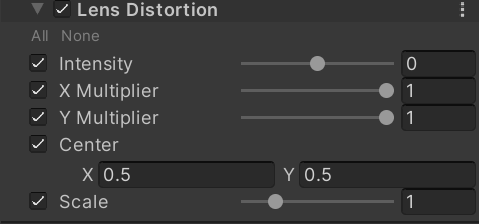 Lens Distortion
All None
Intensity 0
X Multiplier 1
Y Multiplier 1
Center
X 0.5 Y 0.5
Scale 1